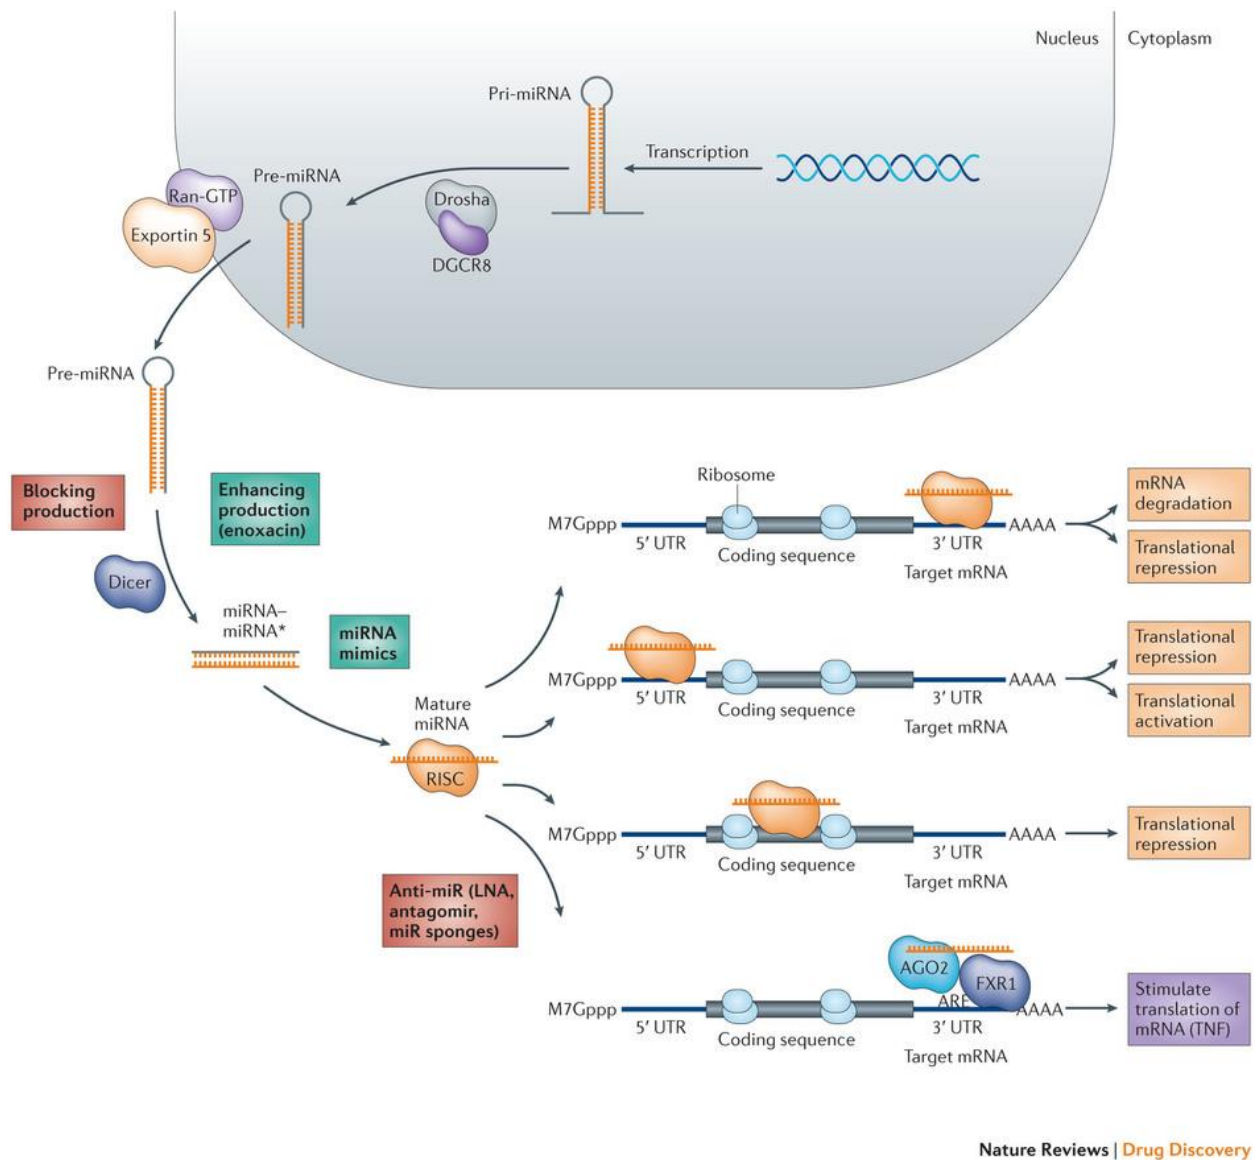 Nucleus
Cytoplasm
Pri-miRNA
Transcription
Pre-miRNA
Ran-GTP
Exportin 5
Drosha
DGCR8
Pre-miRNA
Blocking
production
Enhancing
production
(enoxacin)
Dicer
miRNA–
miRNA*
miRNA
mimics
Mature
miRNA
RISC
Anti-miR (LNA,
antagomir,
miR sponges)
Ribosome
M7Gppp
5′ UTR
Coding sequence
3′ UTR
AAAA
Target mRNA
mRNA
degradation
Translational
repression
M7Gppp
5′ UTR
Coding sequence
3′ UTR
AAAA
Target mRNA
Translational
repression
Translational
activation
M7Gppp
5′ UTR
Coding sequence
3′ UTR
AAAA
Target mRNA
Translational
repression
AGO2
FXR1
ARE
M7Gppp
5′ UTR
Coding sequence
3′ UTR
AAAA
Target mRNA
Stimulate
translation of
mRNA (TNF)
Nature Reviews | Drug Discovery